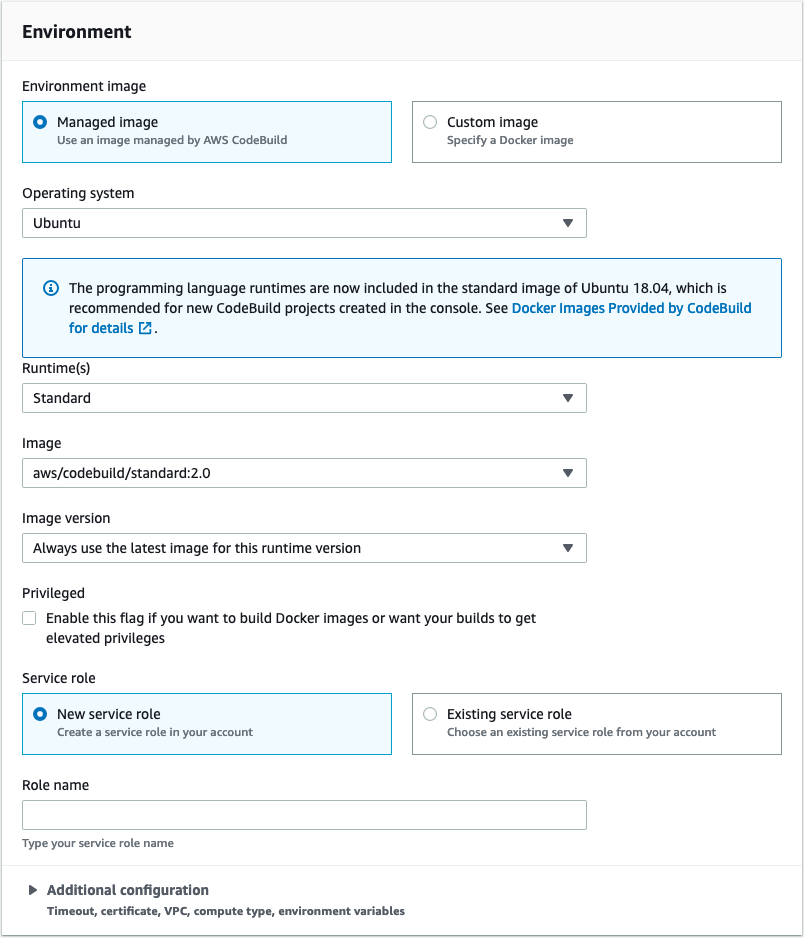 Environment
Environment image
Managed image
Use an image managed by AWS CodeBuild
Custom image
Specify a Docker image
Operating system
Ubuntu
The programming language runtimes are now included in the standard image of Ubuntu 18.04, which is
recommended for new CodeBuild projects created in the console. See Docker Images Provided by CodeBuild
for details .
Runtime(s)
Standard
Image
aws/codebuild/standard:2.0
Image version
Always use the latest image for this runtime version
Privileged
Enable this flag if you want to build Docker images or want your builds to get
elevated privileges
Service role
New service role
Create a service role in your account
Existing service role
Choose an existing service role from your account
Role name
Type your service role name
Additional configuration
Timeout, certificate, VPC, compute type, environment variables